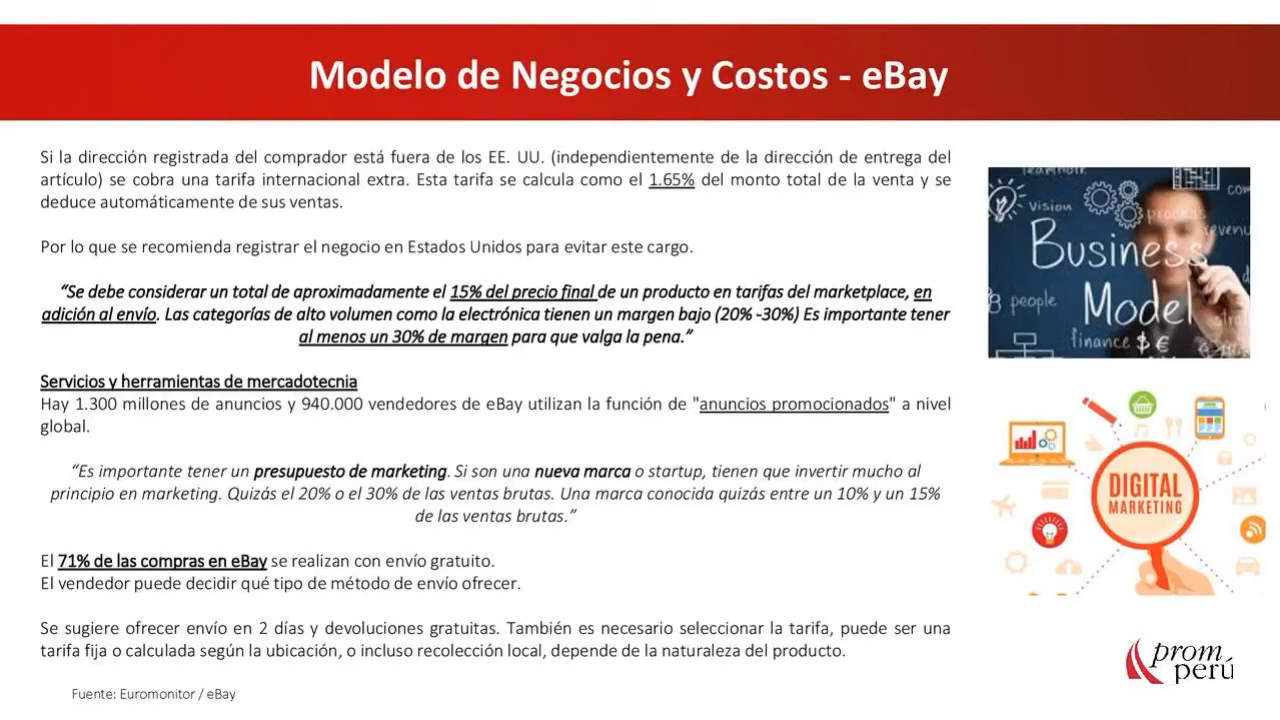 Modelo de Negocios y Costos - eBay
Si la dirección registrada del comprador está fuera de los EE. UU. (independientemente de la dirección de entrega del
artículo) se cobra una tarifa internacional extra. Esta tarifa se calcula como el 1.65% del monto total de la venta y se
deduce automáticamente de sus ventas.
Por lo que se recomienda registrar el negocio en Estados Unidos para evitar este cargo.
“Se debe considerar un total de aproximadamente el 15% del precio final de un producto en tarifas del marketplace, en
adición al envío. Las categorías de alto volumen como la electrónica tienen un margen bajo (20% -30%) Es importante tener
al menos un 30% de margen para que valga la pena.”
Servicios y herramientas de mercadotecnia
Hay 1.300 millones de anuncios y 940.000 vendedores de eBay utilizan la función de "anuncios promocionados" a nivel
global.
“Es importante tener un presupuesto de marketing. Si son una nueva marca o startup, tienen que invertir mucho al
principio en marketing. Quizás el 20% o el 30% de las ventas brutas. Una marca conocida quizás entre un 10% y un 15%
de las ventas brutas.”
El 71% de las compras en eBay se realizan con envío gratuito.
El vendedor puede decidir qué tipo de método de envío ofrecer.
Se sugiere ofrecer envío en 2 días y devoluciones gratuitas. También es necesario seleccionar la tarifa, puede ser una
tarifa fija o calculada según la ubicación, o incluso recolección local, depende de la naturaleza del producto.
Fuente: Euromonitor / eBay
vision
process
Business
people
Model
finance $ €
DIGITAL
MARKETING
prom
perú